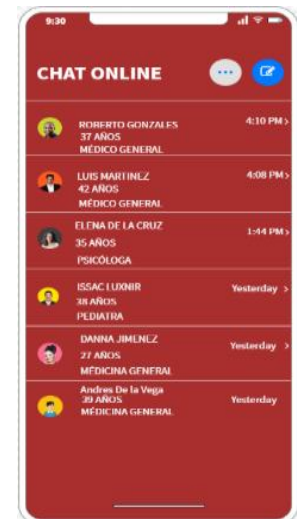 9:30
CHAT ONLINE
ROBERTO GONZALES
4:10 PM >
37 AÑOS
MÉDICO GENERAL
LUIS MARTINEZ
4:08 PM >
42 AÑOS
MÉDICO GENERAL
ELENA DE LA CRUZ
1:44 PM >
35 AÑOS
PSICÓLOGA
ISSAC LUXNIR
Yesterday >
38 AÑOS
PEDIATRA
DANNA JIMENEZ
Yesterday >
27 AÑOS
MÉDICINA GENERAL
Andres De la Vega
39 AÑOS
Yesterday
MÉDICINA GENERAL